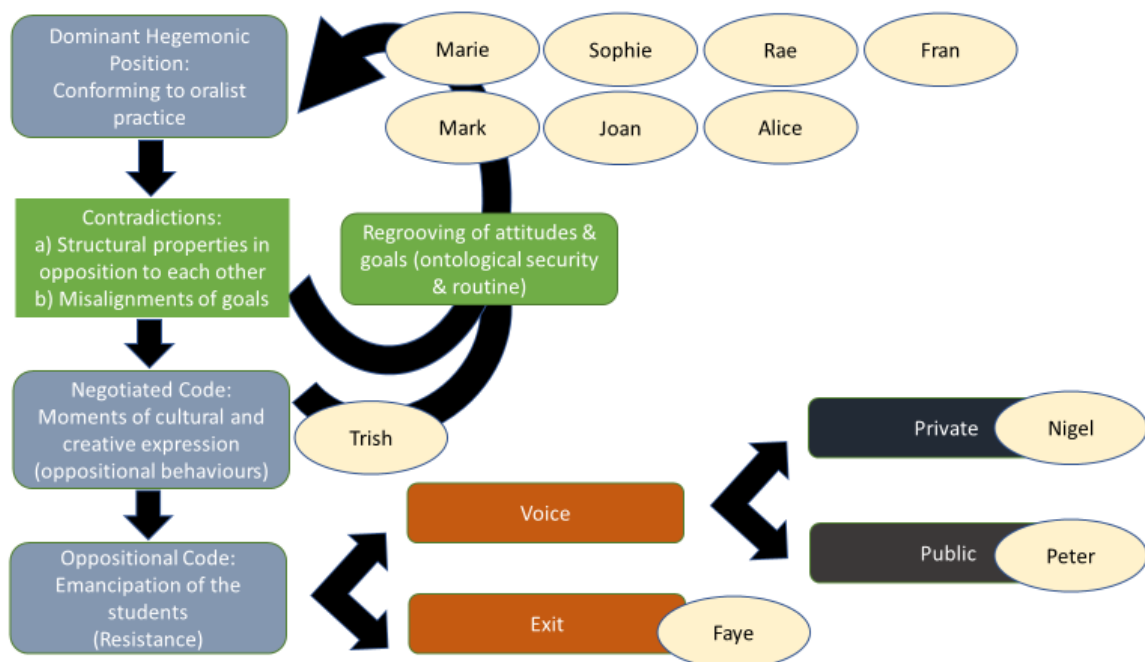 Dominant Hegemonic
Position:
Conforming to oralist
practice
Marie
Sophie
Rae
Fran
Mark
Joan
Alice
Contradictions:
a) Structural properties in
opposition to each other
b) Misalignments of goals
Regrooving of attitudes &
goals (ontological security
& routine)
Negotiated Code:
Moments of cultural and
creative expression
(oppositional behaviours)
Trish
Private
Nigel
Voice
Public
Peter
Oppositional Code:
Emancipation of the
students
(Resistance)
Exit
Faye